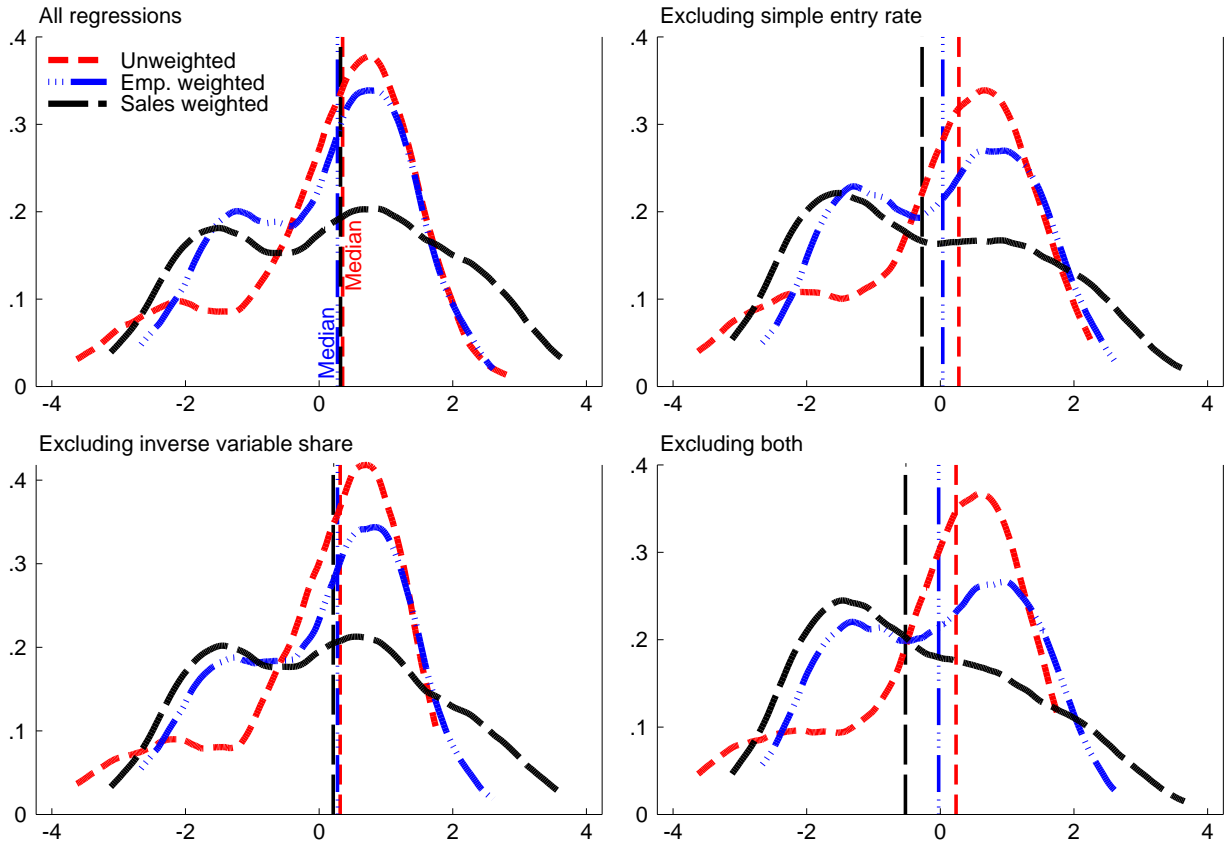 All regressions
.4
.3
.2
.1
0
Unweighted
Emp. weighted
Sales weighted
Median
Median
-4 -2 0 2 4
Excluding simple entry rate
.4
.3
.2
.1
0
-4 -2 0 2 4
Excluding inverse variable share
.4
.3
.2
.1
0
-4 -2 0 2 4
Excluding both
.4
.3
.2
.1
0
-4 -2 0 2 4